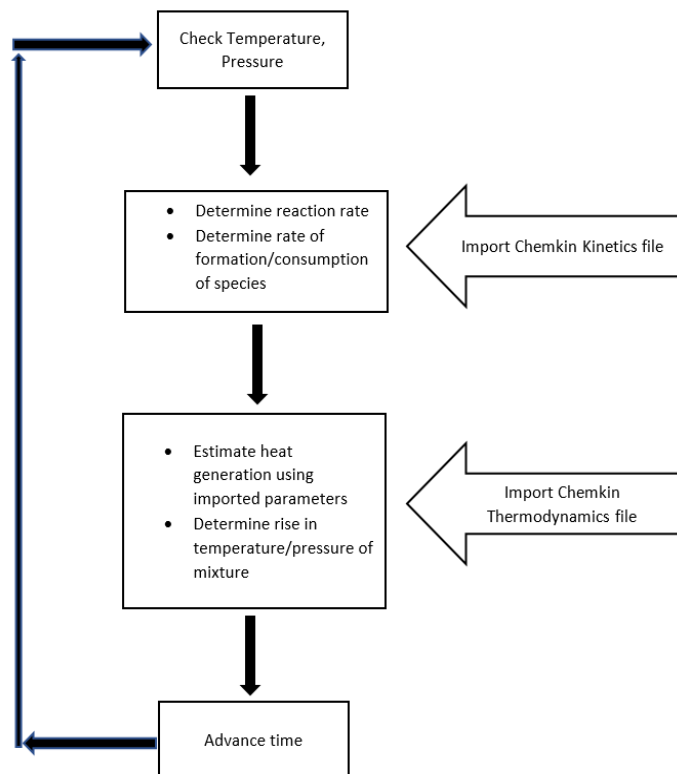 Check Temperature,
Pressure
• Determine reaction rate
• Determine rate of
formation/consumption
of species
Import Chemkin Kinetics file
• Estimate heat
generation using
imported parameters
• Determine rise in
temperature/pressure of
mixture
Import Chemkin
Thermodynamics file
Advance time